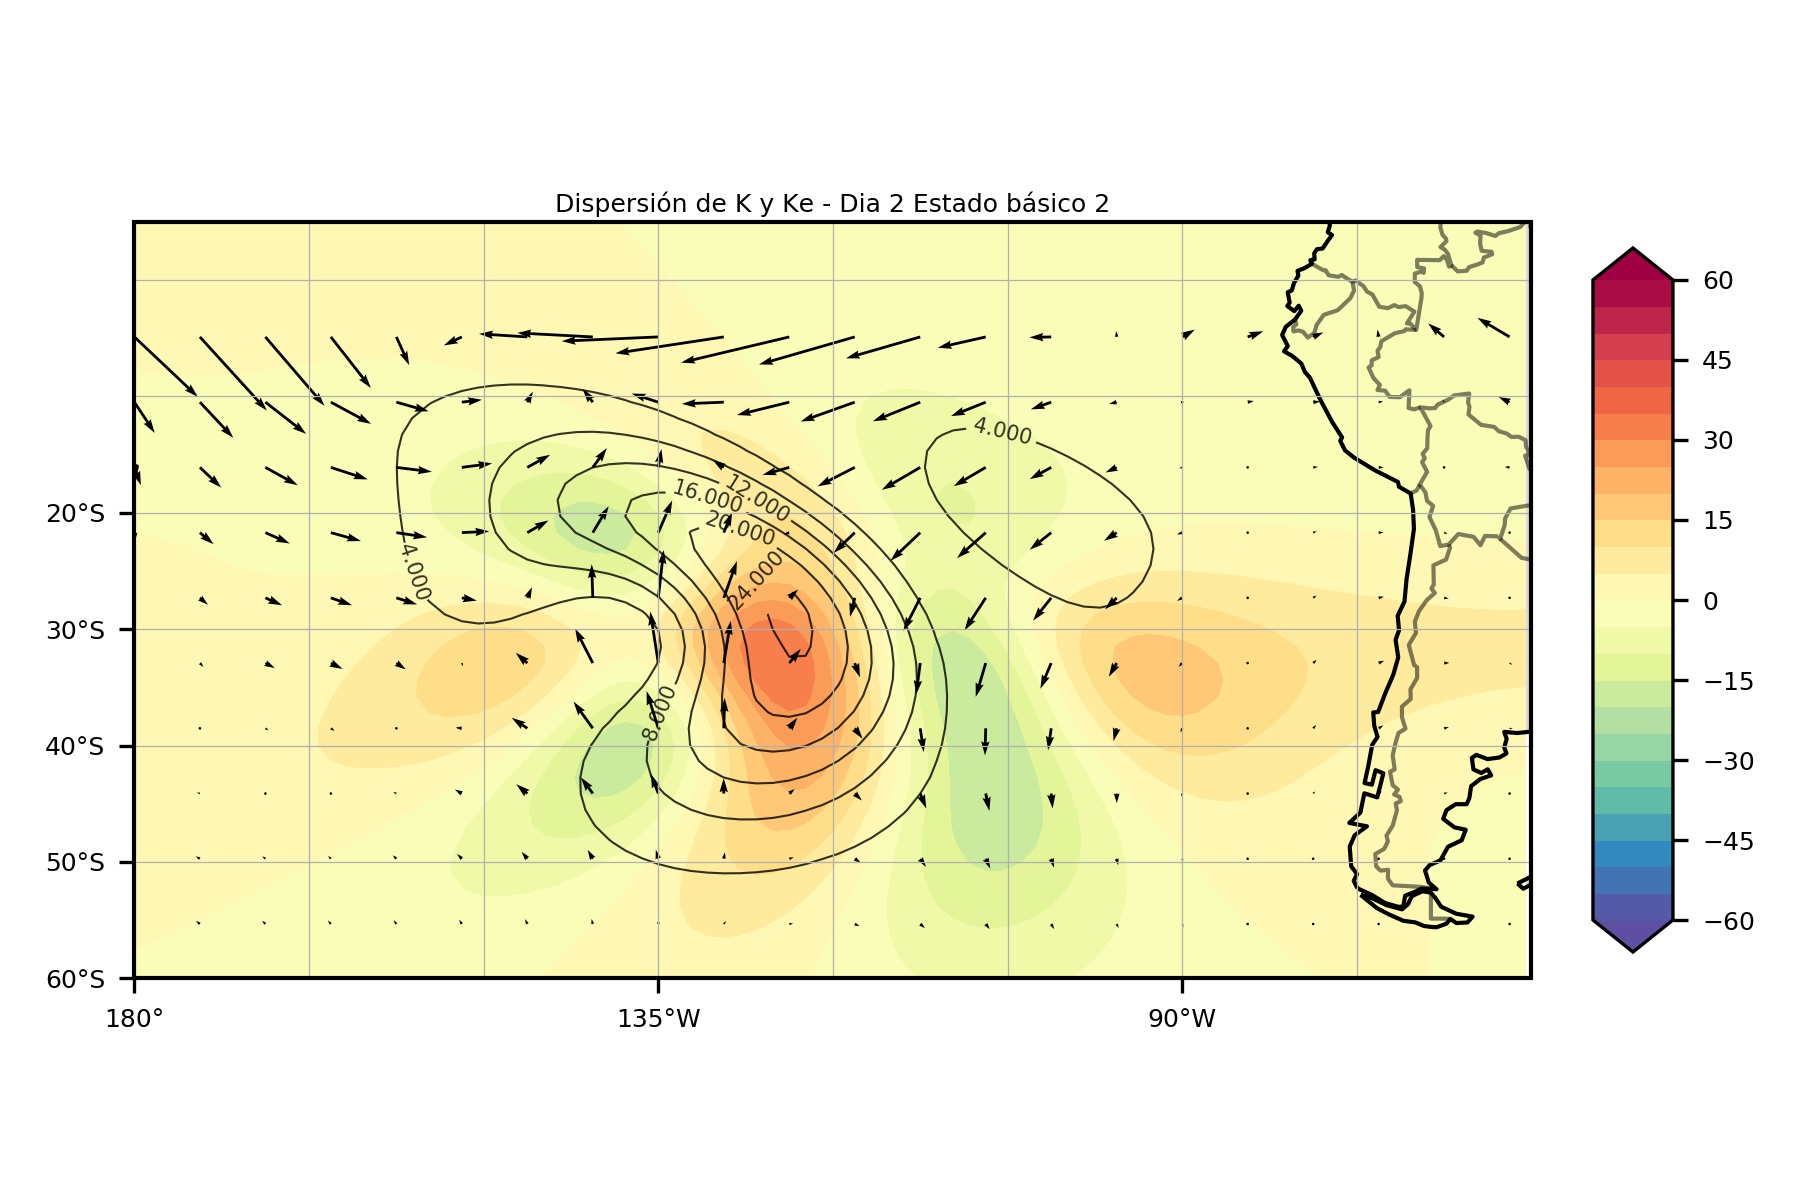 Dispersión de K y Ke - Dia 2 Estado básico 2
60
4.000
45
12.000
16.000
30
20°S
20.000
15
4.000
24.000
0
30°S
−15
8.000
40°S
−30
−45
50°S
−60
60°S
180°
135°W
90°W